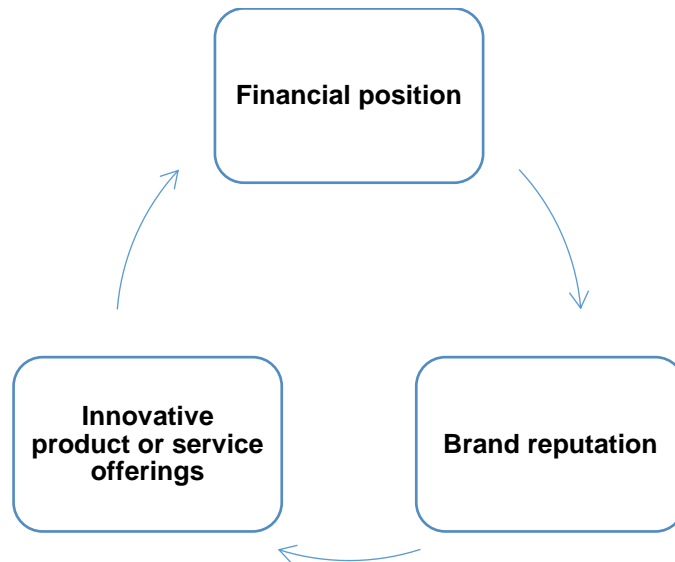 Financial position
Innovative
product or service
offerings
Brand reputation